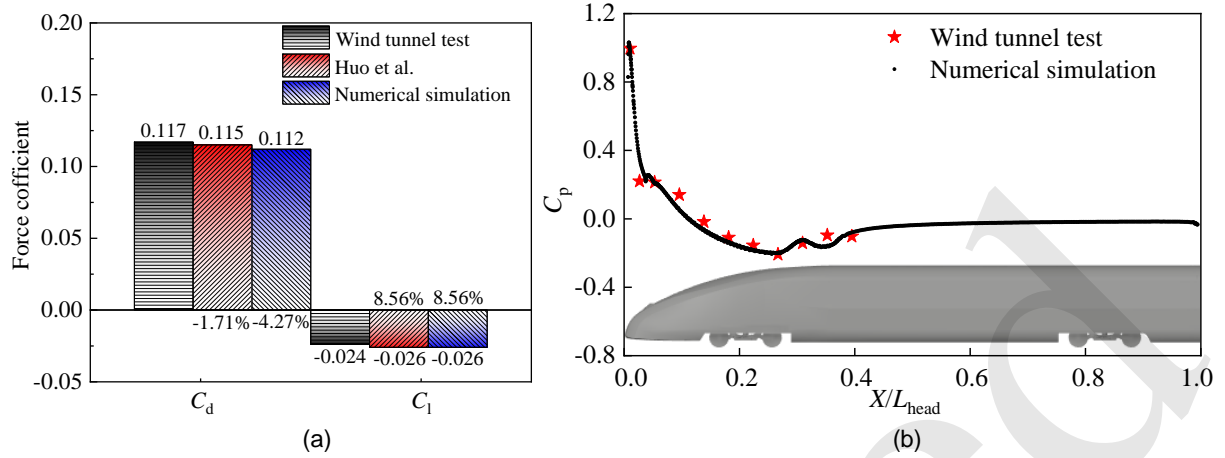 0.20
0.15
0.10
0.05
0.00
-0.05
Force cofficient
Wind tunnel test
Huo et al.
Numerical simulation
0.117
0.115
0.112
-1.71%
-4.27%
8.56%
8.56%
-0.024
-0.026
-0.026
Cd
Cl
(a)
1.2
0.8
0.4
0.0
-0.4
-0.8
Cp
Wind tunnel test
Numerical simulation
0.0
0.2
0.4
0.6
0.8
1.0
X/Lhead
(b)